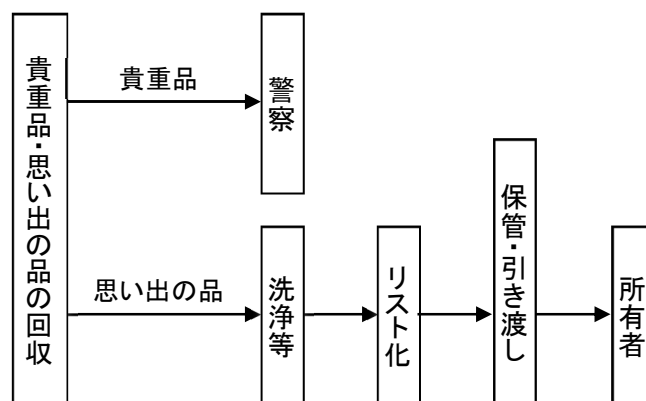 貴重品・思い出の品の回収
貴重品
警察
思い出の品
洗浄等
リスト化
保管・引き渡し
所有者